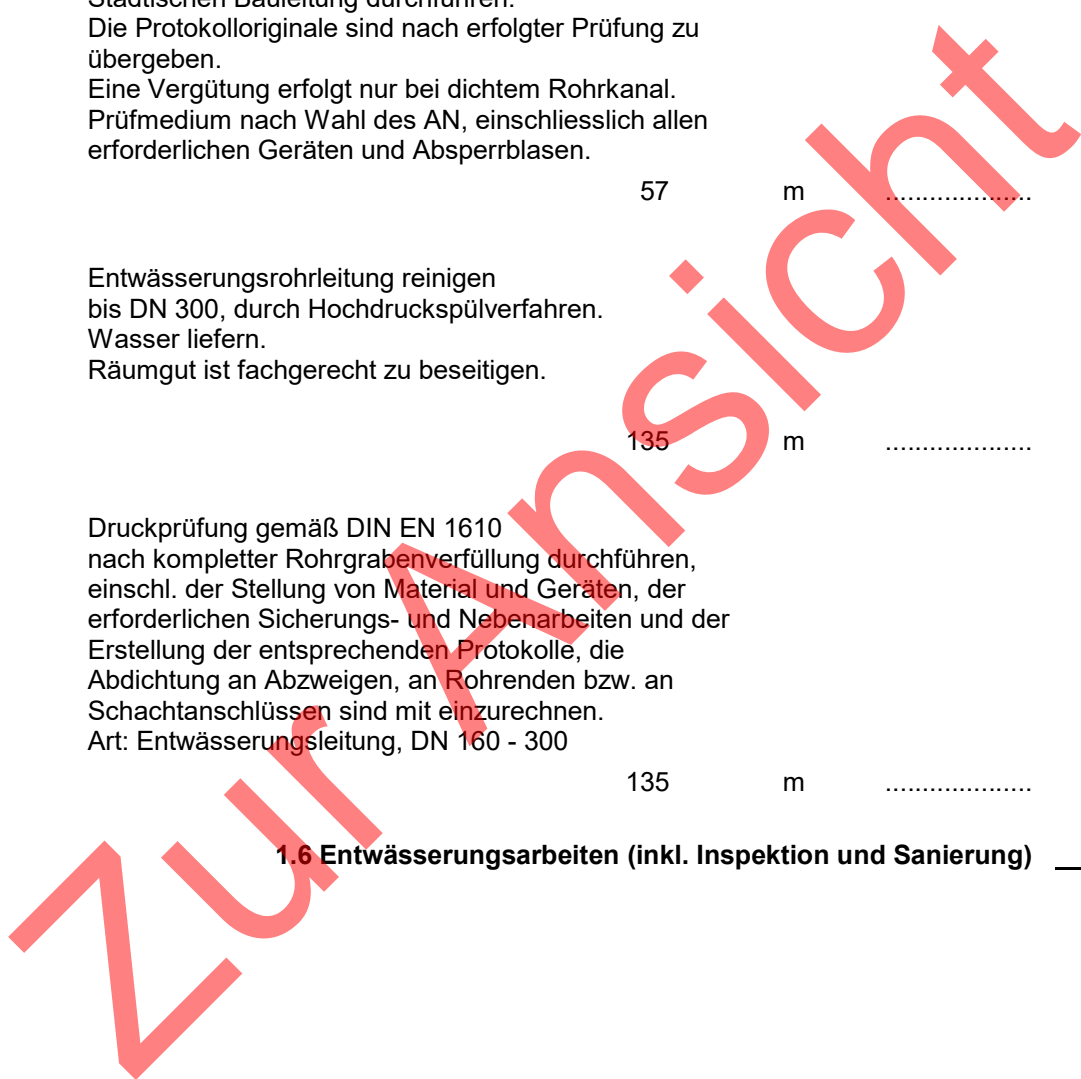 Städtischen Bauleitung durchführen.
Die Protokolloriginale sind nach erfolgter Prüfung zu
übergeben.
Eine Vergütung erfolgt nur bei dichtem Rohrkanal.
Prüfmedium nach Wahl des AN, einschliesslich allen
erforderlichen Geräten und Absperrblasen.
57 m ....................
Entwässerungsrohrleitung reinigen
bis DN 300, durch Hochdruckspülverfahren.
Wasser liefern.
Räumgut ist fachgerecht zu beseitigen.
135 m ....................
Druckprüfung gemäß DIN EN 1610
nach kompletter Rohrgrabenverfüllung durchführen,
einschl. der Stellung von Material und Geräten, der
erforderlichen Sicherungs- und Nebenarbeiten und der
Erstellung der entsprechenden Protokolle, die
Abdichtung an Abzweigen, an Rohrenden bzw. an
Schachtanschlüssen sind mit einzurechnen.
Art: Entwässerungsleitung, DN 160 - 300
135 m ....................
1.6 Entwässerungsarbeiten (inkl. Inspektion und Sanierung)
Zur Ansicht